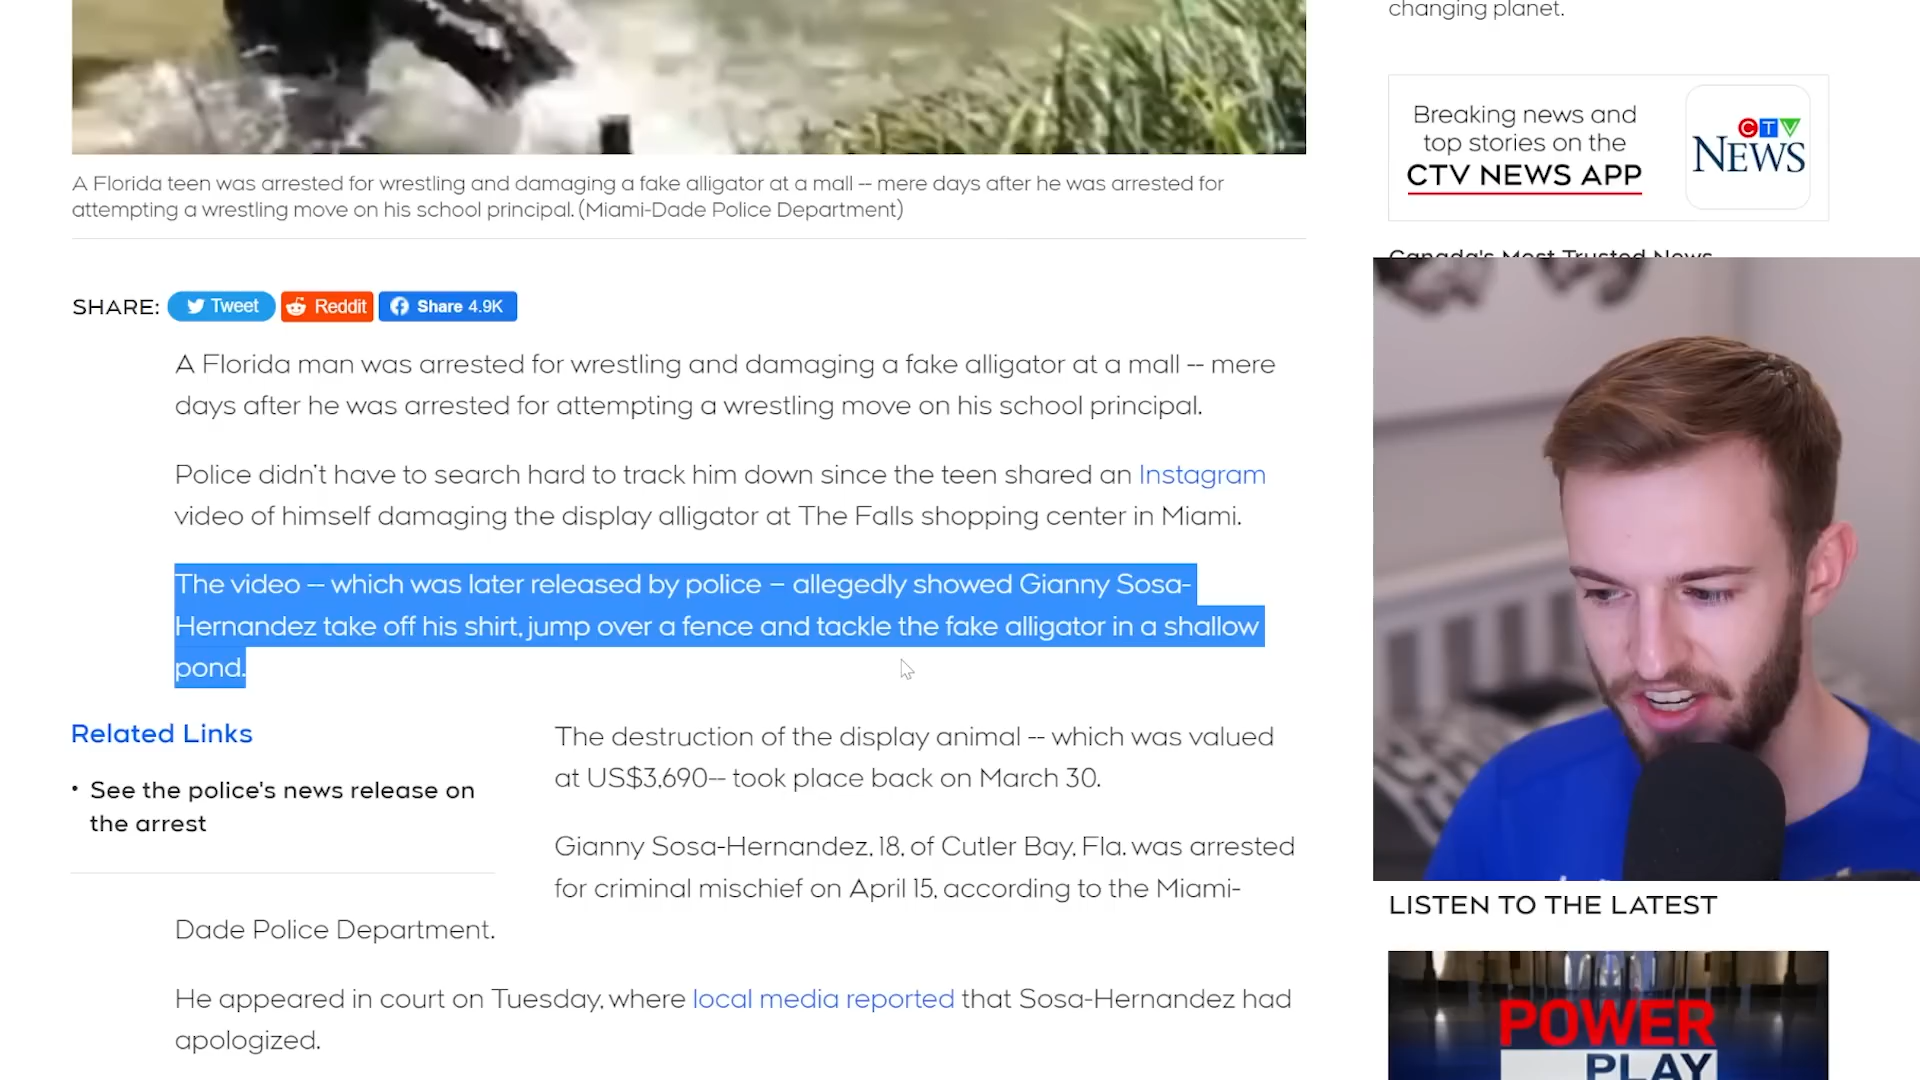 changing planet.
Breaking news and
top stories on the
CTV NEWS APP
CTV
NEWS
A Florida teen was arrested for wrestling and damaging a fake alligator at a mall -- mere days after he was arrested for
attempting a wrestling move on his school principal. (Miami-Dade Police Department)
Canada's Most Trusted News
SHARE: Tweet Reddit Share 4.9K
A Florida man was arrested for wrestling and damaging a fake alligator at a mall -- mere
days after he was arrested for attempting a wrestling move on his school principal.
Police didn't have to search hard to track him down since the teen shared an Instagram
video of himself damaging the display alligator at The Falls shopping center in Miami.
The video -- which was later released by police – allegedly showed Gianny Sosa-
Hernandez take off his shirt, jump over a fence and tackle the fake alligator in a shallow
pond.
Related Links
• See the police's news release on
the arrest
The destruction of the display animal -- which was valued
at US$3,690-- took place back on March 30.
Gianny Sosa-Hernandez, 18, of Cutler Bay, Fla. was arrested
for criminal mischief on April 15, according to the Miami-
Dade Police Department.
He appeared in court on Tuesday, where local media reported that Sosa-Hernandez had
apologized.
LISTEN TO THE LATEST
POWER
PLAY